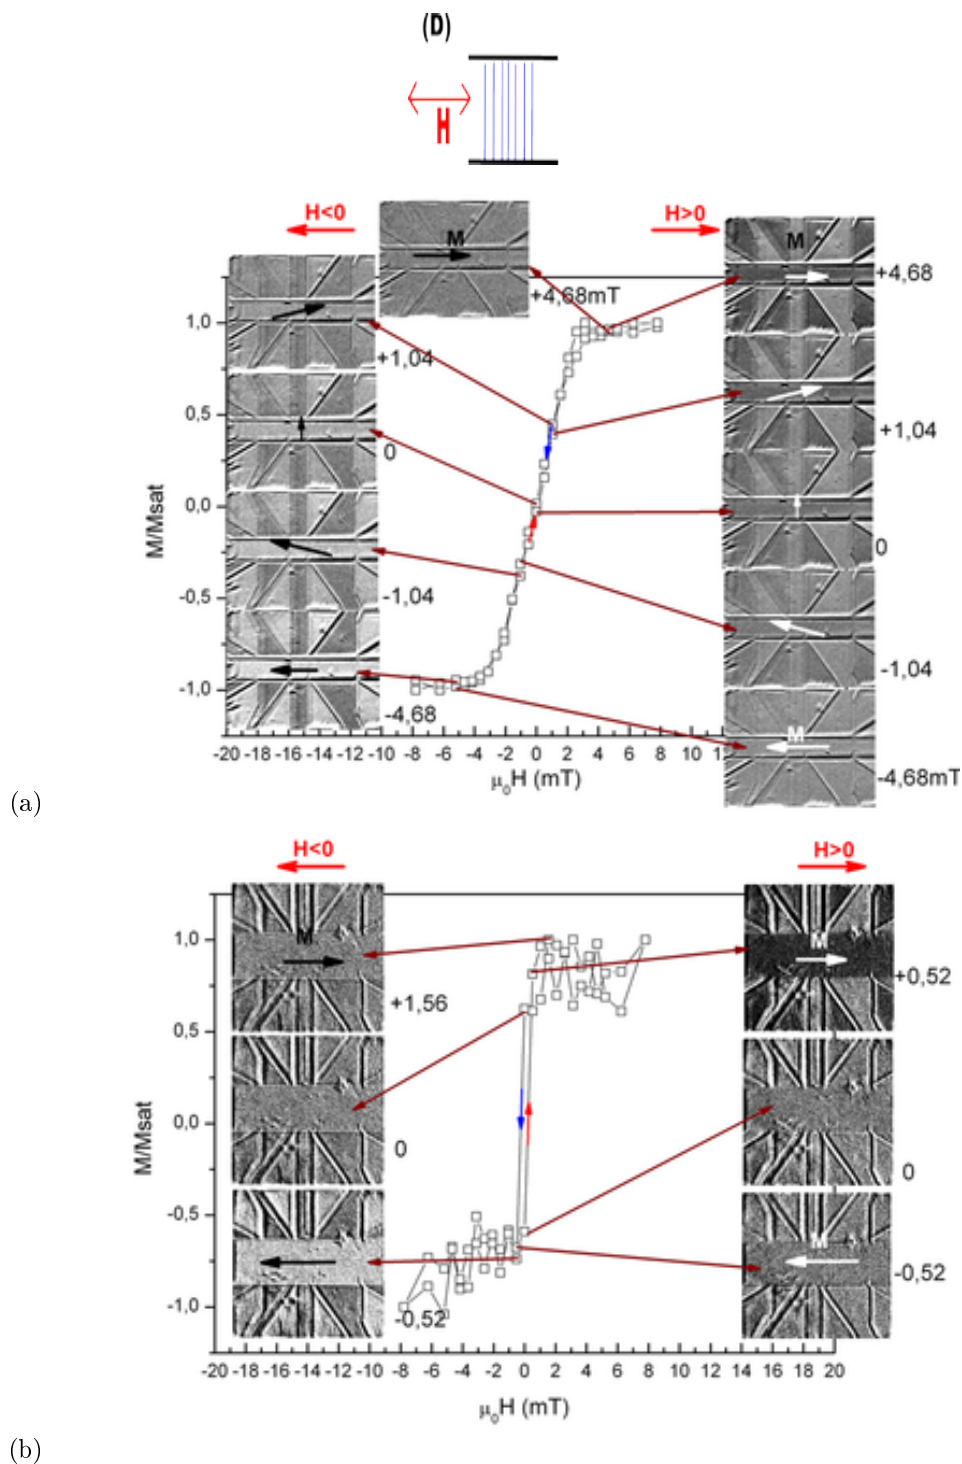 (D)
H
H<0
H>0
M
+4,68mT
M
+4,68
+1,04
+1,04
0
0
-1,04
-1,04
-4,68
M
-4,68mT
1,0
0,5
0,0
-0,5
-1,0
M/Msat
-20 -18 -16 -14 -12 -10 -8 -6 -4 -2 0 2 4 6 8 10 12
μ0H (mT)
(a)
H<0
H>0
M
+1,56
M
+0,52
0
0
-0,52
M
-0,52
1,0
0,5
0,0
-0,5
-1,0
M/Msat
-20 -18 -16 -14 -12 -10 -8 -6 -4 -2 0 2 4 6 8 10 12 14 16 18 20
μ0H (mT)
(b)